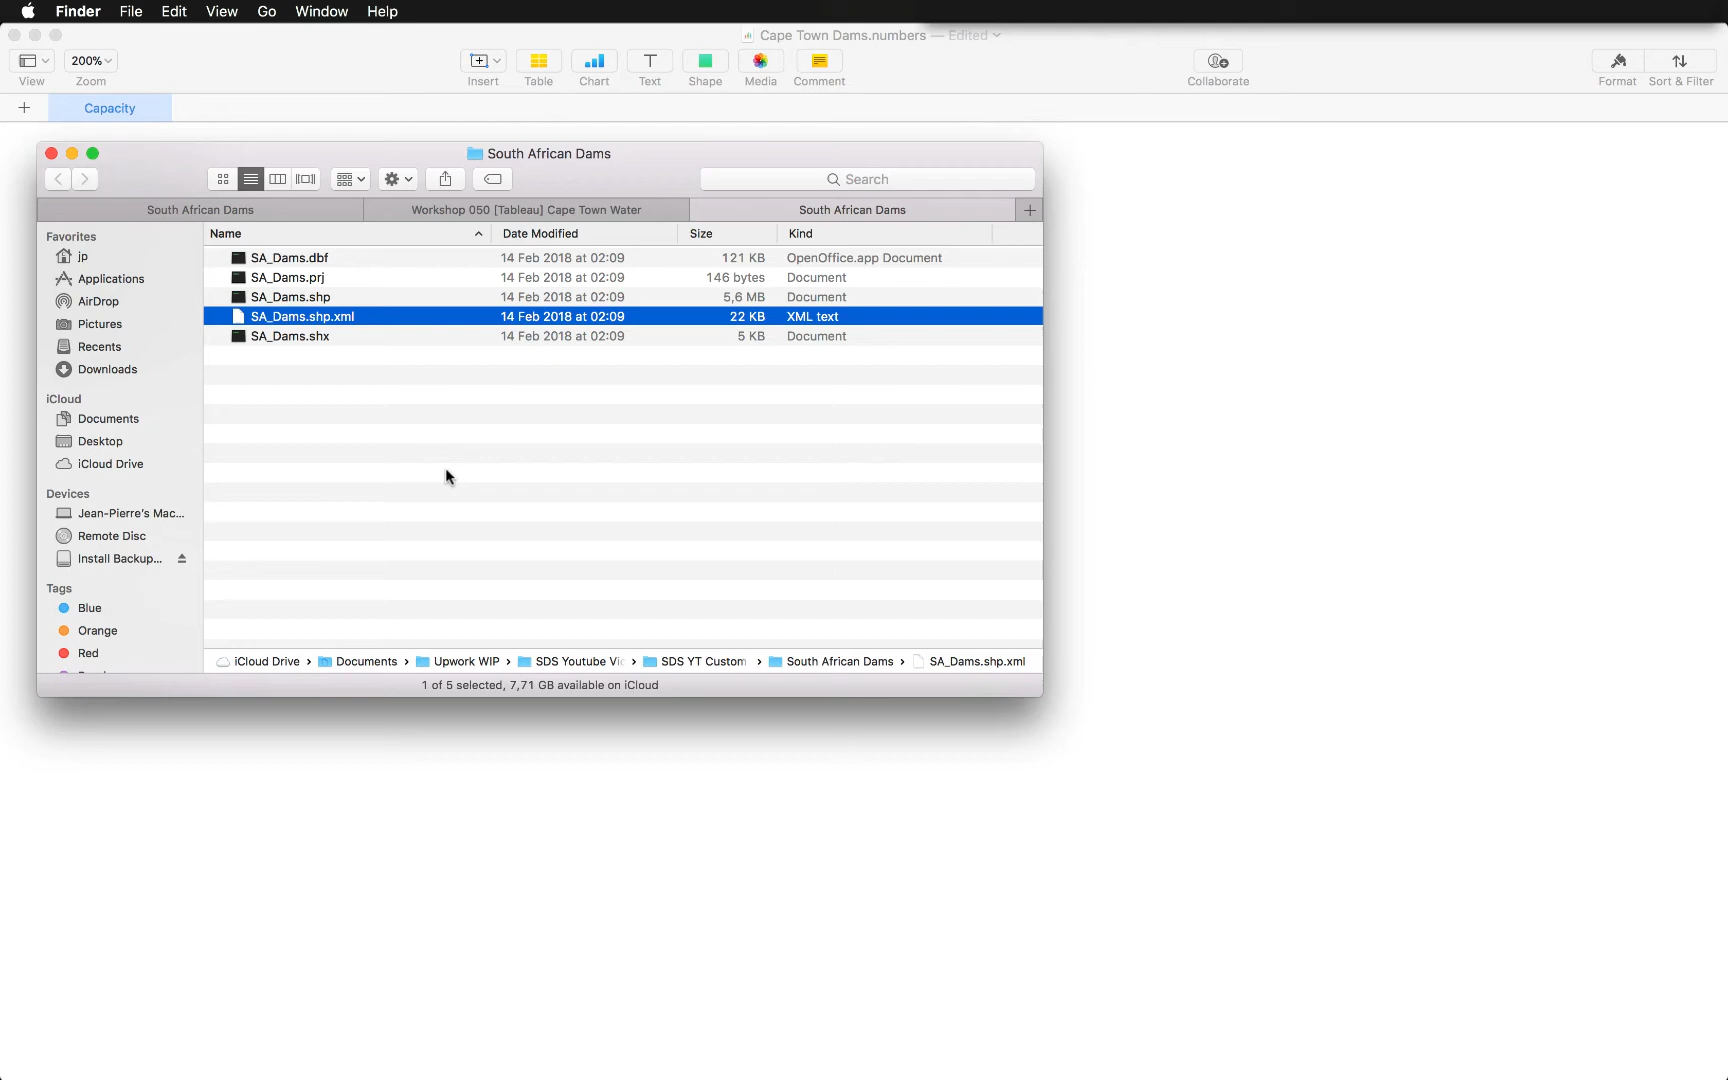 Finder File Edit View Go Window Help
Cape Town Dams.numbers — Edited
200%
View Zoom Insert Table Chart Text Shape Media Comment Collaborate Format Sort & Filter
+ Capacity
South African Dams
Search
South African Dams Workshop 050 [Tableau] Cape Town Water South African Dams +
Favorites
jp
Applications
AirDrop
Pictures
Recents
Downloads
iCloud
Documents
Desktop
iCloud Drive
Devices
Jean-Pierre's Mac...
Remote Disc
Install Backup...
Tags
Blue
Orange
Red
Name Date Modified Size Kind
SA_Dams.dbf 14 Feb 2018 at 02:09 121 KB OpenOffice.app Document
SA_Dams.prj 14 Feb 2018 at 02:09 146 bytes Document
SA_Dams.shp 14 Feb 2018 at 02:09 5,6 MB Document
SA_Dams.shp.xml 14 Feb 2018 at 02:09 22 KB XML text
SA_Dams.shx 14 Feb 2018 at 02:09 5 KB Document
iCloud Drive › Documents › Upwork WIP › SDS Youtube Vi › SDS YT Custom › South African Dams › SA_Dams.shp.xml
1 of 5 selected, 7,71 GB available on iCloud